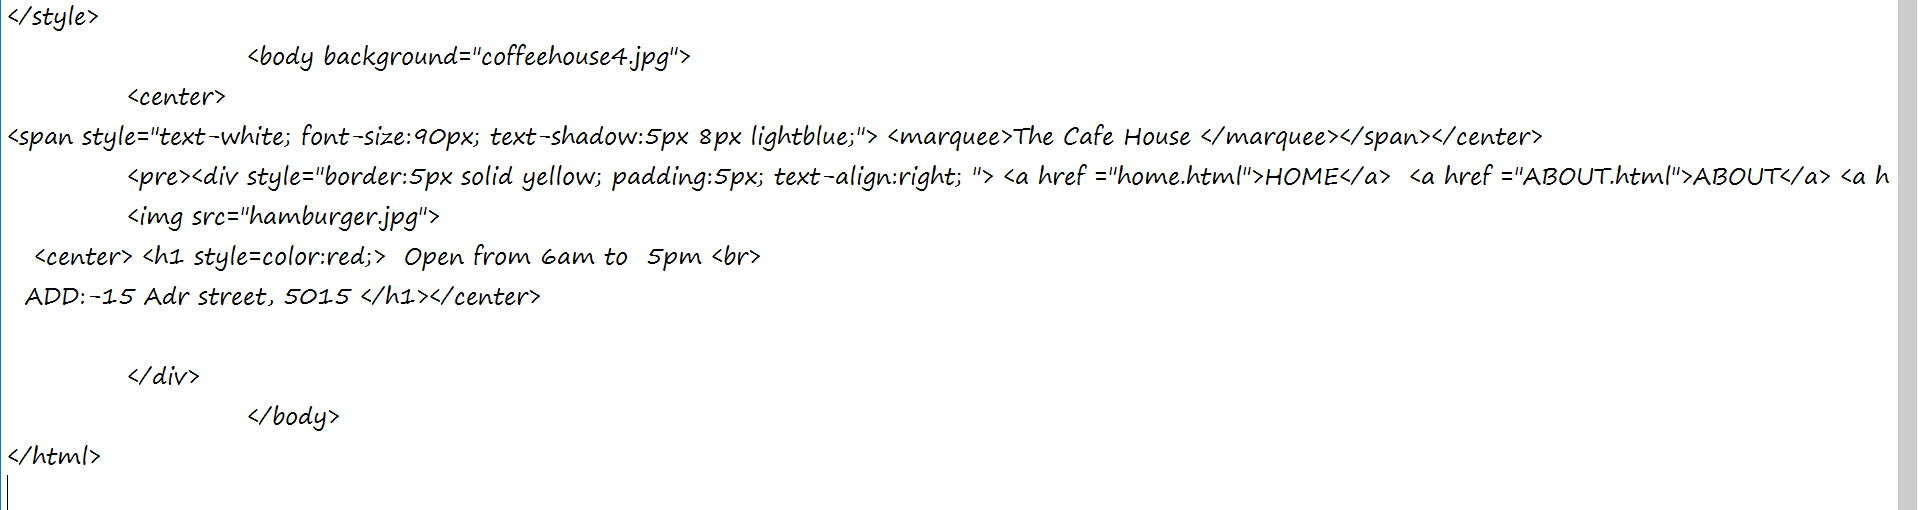 </style>
<body background="coffeehouse4.jpg">
<center>
<span style="text-white; font-size:90px; text-shadow:5px 8px lightblue;"> <marquee>The Cafe House </marquee></span></center>
<pre><div style="border:5px solid yellow; padding:5px; text-align:right; "> <a href ="home.html">HOME</a>  <a href ="ABOUT.html">ABOUT</a> <a h
<img src="hamburger.jpg">
<center> <h1 style=color:red;>  Open from 6am to  5pm <br>
ADD:-15 Adr street, 5015 </h1></center>
</div>
</body>
</html>